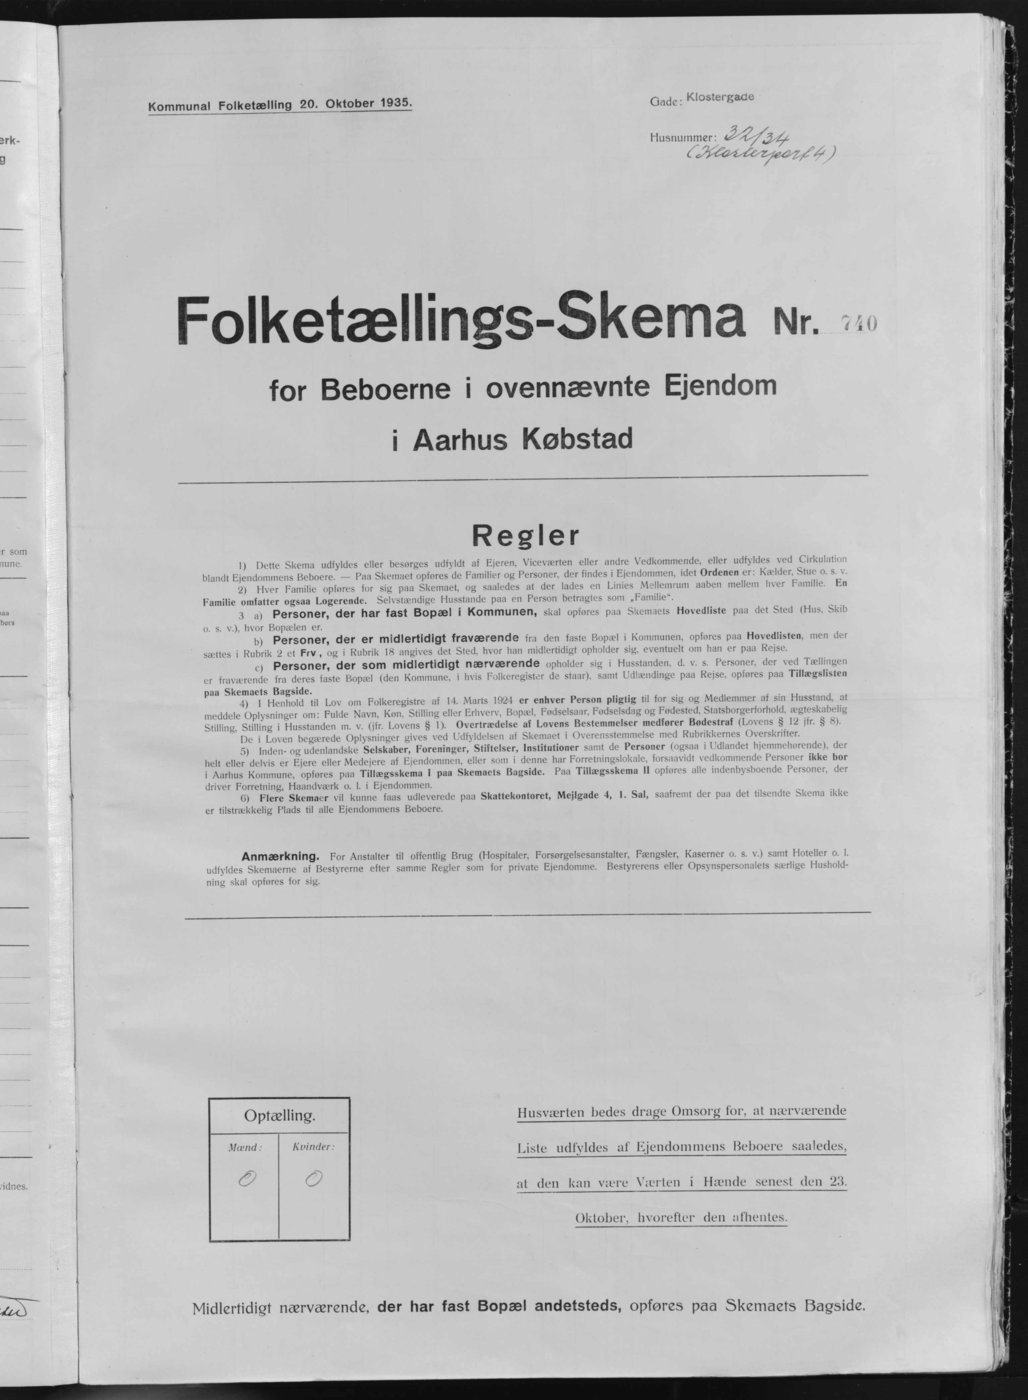 Kommunal Folketælling 20. Oktober 1935.
Gade: Klostergade
Husnummer: 32/34
(Klosterport 4)
Folketællings-Skema Nr. 740
for Beboerne i ovennævnte Ejendom
i Aarhus Købstad
Regler
1) Dette Skema udfyldes eller besørges udfyldt af Ejeren, Viceværten eller andre Vedkommende, eller udfyldes ved Cirkulation
blandt Ejendommens Beboere. — Paa Skemaet opføres de Familier og Personer, der findes i Ejendommen, idet Ordenen er: Kælder, Stue o. s. v.
2) Hver Familie opføres for sig paa Skemaet, og saaledes at der lades en Linies Mellemrum aaben mellem hver Familie. En
Familie omfatter ogsaa Logerende. Selvstændige Husstande paa en Person betragtes som „Familie“.
3 a) Personer, der har fast Bopæl i Kommunen, skal opføres paa Skemaets Hovedliste paa det Sted (Hus, Skib
o. s. v.), hvor Bopælen er.
b) Personer, der er midlertidigt fraværende fra den faste Bopæl i Kommunen, opføres paa Hovedlisten, men der
sættes i Rubrik 2 et Frv, og i Rubrik 18 angives det Sted, hvor han midlertidigt opholder sig, eventuelt om han er paa Rejse.
c) Personer, der som midlertidigt nærværende opholder sig i Husstanden, d. v. s. Personer, der ved Tællingen
er fraværende fra deres faste Bopæl (den Kommune, i hvis Folkeregister de staar), samt Udlændinge paa Rejse, opføres paa Tillægslisten
paa Skemaets Bagside.
4) I Henhold til Lov om Folkeregistre af 14. Marts 1924 er enhver Person pligtig til for sig og Medlemmer af sin Husstand, at
meddele Oplysninger om: Fulde Navn, Køn, Stilling eller Erhverv, Bopæl, Fødselsaar, Fødselsdag og Fødested, Statsborgerforhold, ægteskabelig
Stilling, Stilling i Husstanden m. v. (jfr. Lovens § 1). Overtrædelse af Lovens Bestemmelser medfører Bødestraf (Lovens § 12 jfr. § 8).
De i Loven begærede Oplysninger gives ved Udfyldelsen af Skemaet i Overensstemmelse med Rubrikkernes Overskrifter.
5) Inden- og udenlandske Selskaber, Foreninger, Stiftelser, Institutioner samt de Personer (ogsaa i Udlandet hjemmehørende), der
helt eller delvis er Ejere eller Medejere af Ejendommen, eller som i denne har Forretningslokale, forsaavidt vedkommende Personer ikke bor
i Aarhus Kommune, opføres paa Tillægsskema I paa Skemaets Bagside. Paa Tillægsskema II opføres alle indenbysboende Personer, der
driver Forretning, Haandværk o. l. i Ejendommen.
6) Flere Skemaer vil kunne faas udleverede paa Skattekontoret, Mejlgade 4, 1. Sal, saafremt der paa det tilsendte Skema ikke
er tilstrækkelig Plads til alle Ejendommens Beboere.
Anmærkning. For Anstalter til offentlig Brug (Hospitaler, Forsørgelsesanstalter, Fængsler, Kaserner o. s. v.) samt Hoteller o. l.
udfyldes Skemaerne af Bestyrerne efter samme Regler som for private Ejendomme. Bestyrerens eller Opsynspersonalets særlige Hushold-
ning skal opføres for sig.
Optælling.
Mænd: Kvinder:
0 0
Husværten bedes drage Omsorg for, at nærværende
Liste udfyldes af Ejendommens Beboere saaledes,
at den kan være Værten i Hænde senest den 23.
Oktober, hvorefter den afhentes.
Midlertidigt nærværende, der har fast Bopæl andetsteds, opføres paa Skemaets Bagside.